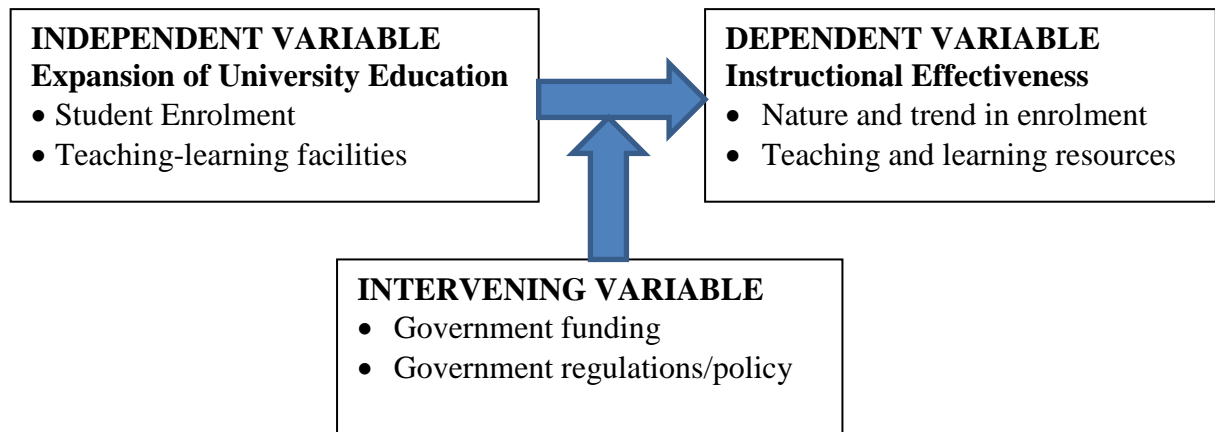 INDEPENDENT VARIABLE
Expansion of University Education
• Student Enrolment
• Teaching-learning facilities
DEPENDENT VARIABLE
Instructional Effectiveness
• Nature and trend in enrolment
• Teaching and learning resources
INTERVENING VARIABLE
• Government funding
• Government regulations/policy